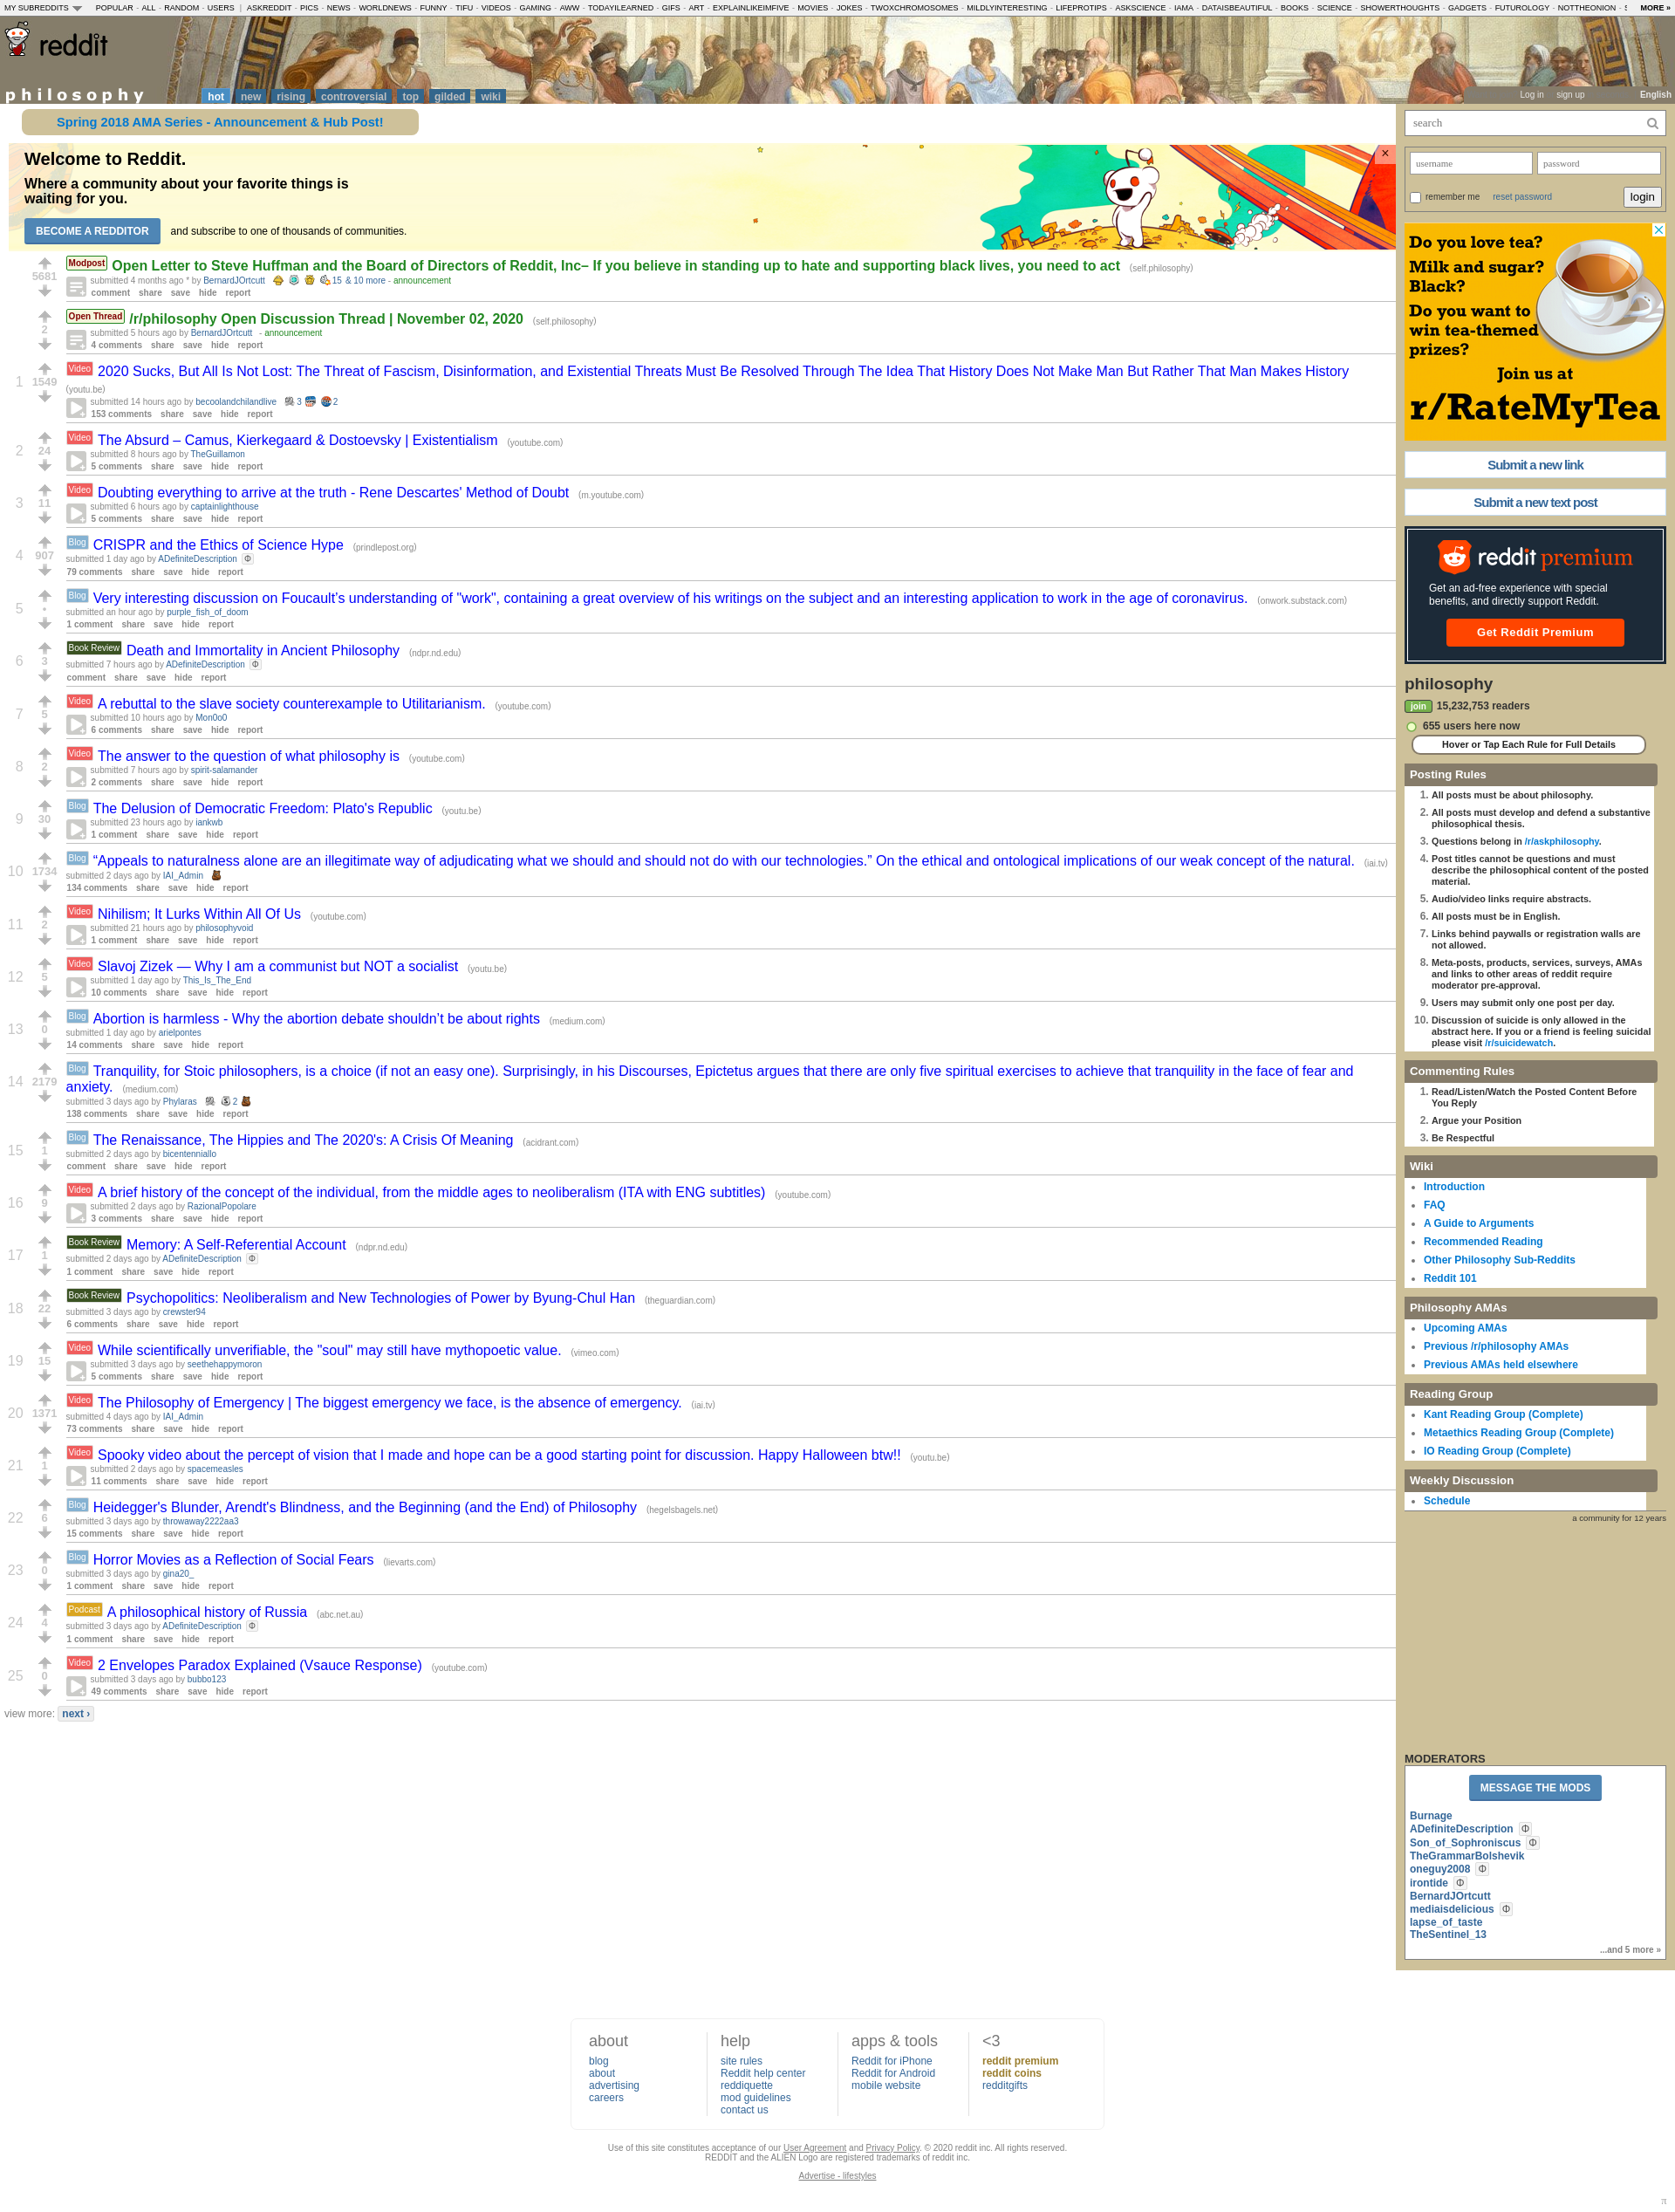 MY SUBREDDITS POPULAR - ALL - RANDOM - USERS | ASKREDDIT - PICS - NEWS - WORLDNEWS - FUNNY - TIFU - VIDEOS - GAMING - AWW - TODAYILEARNED - GIFS - ART - EXPLAINLIKEIMFIVE - MOVIES - JOKES - TWOXCHROMOSOMES - MILDLYINTERESTING - LIFEPROTIPS - ASKSCIENCE - IAMA - DATAISBEAUTIFUL - BOOKS - SCIENCE - SHOWERTHOUGHTS - GADGETS - FUTUROLOGY - NOTTHEONION - MORE »
reddit
philosophy hot new rising controversial top gilded wiki
Log in sign up English
Spring 2018 AMA Series - Announcement & Hub Post!
Welcome to Reddit.
Where a community about your favorite things is
waiting for you.
BECOME A REDDITOR and subscribe to one of thousands of communities.
×
5681
Modpost Open Letter to Steve Huffman and the Board of Directors of Reddit, Inc– If you believe in standing up to hate and supporting black lives, you need to act (self.philosophy)
submitted 4 months ago * by BernardJOrtcutt 15 & 10 more - announcement
comment share save hide report
2
Open Thread /r/philosophy Open Discussion Thread | November 02, 2020 (self.philosophy)
submitted 5 hours ago by BernardJOrtcutt - announcement
4 comments share save hide report
1 1549
Video 2020 Sucks, But All Is Not Lost: The Threat of Fascism, Disinformation, and Existential Threats Must Be Resolved Through The Idea That History Does Not Make Man But Rather That Man Makes History
(youtu.be)
submitted 14 hours ago by becoolandchilandlive 3 2
153 comments share save hide report
2 24
Video The Absurd – Camus, Kierkegaard & Dostoevsky | Existentialism (youtube.com)
submitted 8 hours ago by TheGuillamon
5 comments share save hide report
3 11
Video Doubting everything to arrive at the truth - Rene Descartes' Method of Doubt (m.youtube.com)
submitted 6 hours ago by captainlighthouse
5 comments share save hide report
4 907
Blog CRISPR and the Ethics of Science Hype (prindlepost.org)
submitted 1 day ago by ADefiniteDescription Φ
79 comments share save hide report
5 •
Blog Very interesting discussion on Foucault's understanding of "work", containing a great overview of his writings on the subject and an interesting application to work in the age of coronavirus. (onwork.substack.com)
submitted an hour ago by purple_fish_of_doom
1 comment share save hide report
6 3
Book Review Death and Immortality in Ancient Philosophy (ndpr.nd.edu)
submitted 7 hours ago by ADefiniteDescription Φ
comment share save hide report
7 5
Video A rebuttal to the slave society counterexample to Utilitarianism. (youtube.com)
submitted 10 hours ago by Mon0o0
6 comments share save hide report
8 2
Video The answer to the question of what philosophy is (youtube.com)
submitted 7 hours ago by spirit-salamander
2 comments share save hide report
9 30
Blog The Delusion of Democratic Freedom: Plato's Republic (youtu.be)
submitted 23 hours ago by iankwb
1 comment share save hide report
10 1734
Blog “Appeals to naturalness alone are an illegitimate way of adjudicating what we should and should not do with our technologies.” On the ethical and ontological implications of our weak concept of the natural. (iai.tv)
submitted 2 days ago by IAI_Admin
134 comments share save hide report
11 2
Video Nihilism; It Lurks Within All Of Us (youtube.com)
submitted 21 hours ago by philosophyvoid
1 comment share save hide report
12 5
Video Slavoj Zizek — Why I am a communist but NOT a socialist (youtu.be)
submitted 1 day ago by This_Is_The_End
10 comments share save hide report
13 0
Blog Abortion is harmless - Why the abortion debate shouldn't be about rights (medium.com)
submitted 1 day ago by arielpontes
14 comments share save hide report
14 2179
Blog Tranquility, for Stoic philosophers, is a choice (if not an easy one). Surprisingly, in his Discourses, Epictetus argues that there are only five spiritual exercises to achieve that tranquility in the face of fear and
anxiety. (medium.com)
submitted 3 days ago by Phylaras 2
138 comments share save hide report
15 1
Blog The Renaissance, The Hippies and The 2020's: A Crisis Of Meaning (acidrant.com)
submitted 2 days ago by bicentenniallo
comment share save hide report
16 9
Video A brief history of the concept of the individual, from the middle ages to neoliberalism (ITA with ENG subtitles) (youtube.com)
submitted 2 days ago by RazionalPopolare
3 comments share save hide report
17 1
Book Review Memory: A Self-Referential Account (ndpr.nd.edu)
submitted 2 days ago by ADefiniteDescription Φ
1 comment share save hide report
18 22
Book Review Psychopolitics: Neoliberalism and New Technologies of Power by Byung-Chul Han (theguardian.com)
submitted 3 days ago by crewster94
6 comments share save hide report
19 15
Video While scientifically unverifiable, the "soul" may still have mythopoetic value. (vimeo.com)
submitted 3 days ago by seethehappymoron
5 comments share save hide report
20 1371
Video The Philosophy of Emergency | The biggest emergency we face, is the absence of emergency. (iai.tv)
submitted 4 days ago by IAI_Admin
73 comments share save hide report
21 1
Video Spooky video about the percept of vision that I made and hope can be a good starting point for discussion. Happy Halloween btw!! (youtu.be)
submitted 2 days ago by spacemeasles
11 comments share save hide report
22 6
Blog Heidegger's Blunder, Arendt's Blindness, and the Beginning (and the End) of Philosophy (hegelsbagels.net)
submitted 3 days ago by throwaway2222aa3
15 comments share save hide report
23 0
Blog Horror Movies as a Reflection of Social Fears (lievarts.com)
submitted 3 days ago by gina20_
1 comment share save hide report
24 4
Podcast A philosophical history of Russia (abc.net.au)
submitted 3 days ago by ADefiniteDescription Φ
1 comment share save hide report
25 0
Video 2 Envelopes Paradox Explained (Vsauce Response) (youtube.com)
submitted 3 days ago by bubbo123
49 comments share save hide report
view more: next ›
search
username password
remember me reset password login
Do you love tea?
Milk and sugar?
Black?
Do you want to
win tea-themed
prizes?
Join us at
r/RateMyTea
Submit a new link
Submit a new text post
reddit premium
Get an ad-free experience with special
benefits, and directly support Reddit.
Get Reddit Premium
philosophy
join 15,232,753 readers
655 users here now
Hover or Tap Each Rule for Full Details
Posting Rules
1. All posts must be about philosophy.
2. All posts must develop and defend a substantive
philosophical thesis.
3. Questions belong in /r/askphilosophy.
4. Post titles cannot be questions and must
describe the philosophical content of the posted
material.
5. Audio/video links require abstracts.
6. All posts must be in English.
7. Links behind paywalls or registration walls are
not allowed.
8. Meta-posts, products, services, surveys, AMAs
and links to other areas of reddit require
moderator pre-approval.
9. Users may submit only one post per day.
10. Discussion of suicide is only allowed in the
abstract here. If you or a friend is feeling suicidal
please visit /r/suicidewatch.
Commenting Rules
1. Read/Listen/Watch the Posted Content Before
You Reply
2. Argue your Position
3. Be Respectful
Wiki
• Introduction
• FAQ
• A Guide to Arguments
• Recommended Reading
• Other Philosophy Sub-Reddits
• Reddit 101
Philosophy AMAs
• Upcoming AMAs
• Previous /r/philosophy AMAs
• Previous AMAs held elsewhere
Reading Group
• Kant Reading Group (Complete)
• Metaethics Reading Group (Complete)
• IO Reading Group (Complete)
Weekly Discussion
• Schedule
a community for 12 years
MODERATORS
MESSAGE THE MODS
Burnage
ADefiniteDescription Φ
Son_of_Sophroniscus Φ
TheGrammarBolshevik
oneguy2008 Φ
irontide Φ
BernardJOrtcutt
mediaisdelicious Φ
lapse_of_taste
TheSentinel_13
...and 5 more »
about
blog
about
advertising
careers
help
site rules
Reddit help center
reddiquette
mod guidelines
contact us
apps & tools
Reddit for iPhone
Reddit for Android
mobile website
<3
reddit premium
reddit coins
redditgifts
Use of this site constitutes acceptance of our User Agreement and Privacy Policy. © 2020 reddit inc. All rights reserved.
REDDIT and the ALIEN Logo are registered trademarks of reddit inc.
Advertise - lifestyles
π